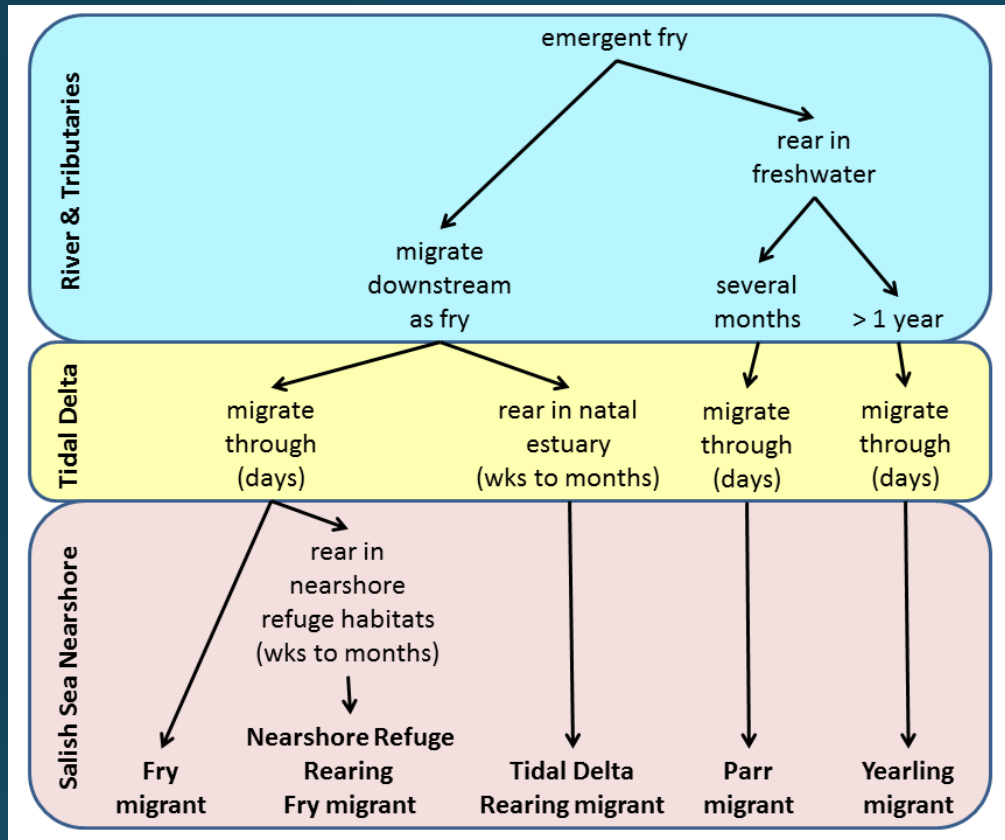 emergent fry
River & Tributaries
rear in
freshwater
migrate
downstream
as fry
several
months
> 1 year
Tidal Delta
migrate
through
(days)
rear in natal
estuary
(wks to months)
migrate
through
(days)
migrate
through
(days)
Salish Sea Nearshore
rear in
nearshore
refuge habitats
(wks to months)
Fry
migrant
Nearshore Refuge
Rearing
Fry migrant
Tidal Delta
Rearing migrant
Parr
migrant
Yearling
migrant